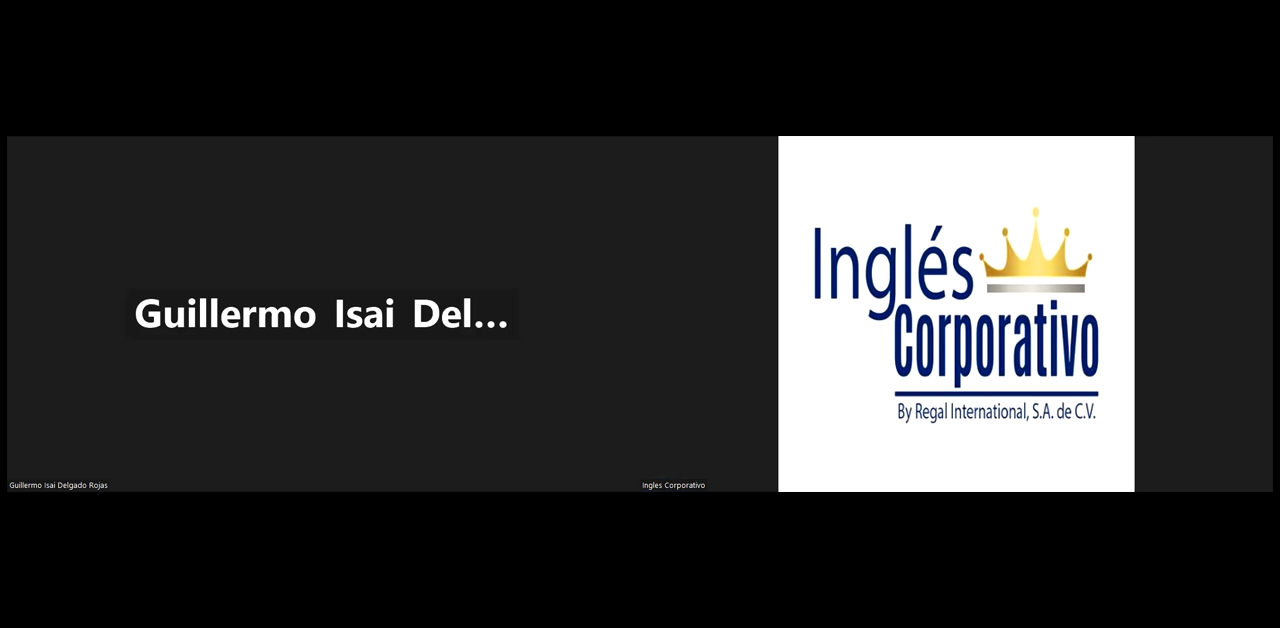 Guillermo Isai Del...
Guillermo Isai Delgado Rojas
Inglés
Corporativo
By Regal International, S.A. de C.V.
Ingles Corporativo